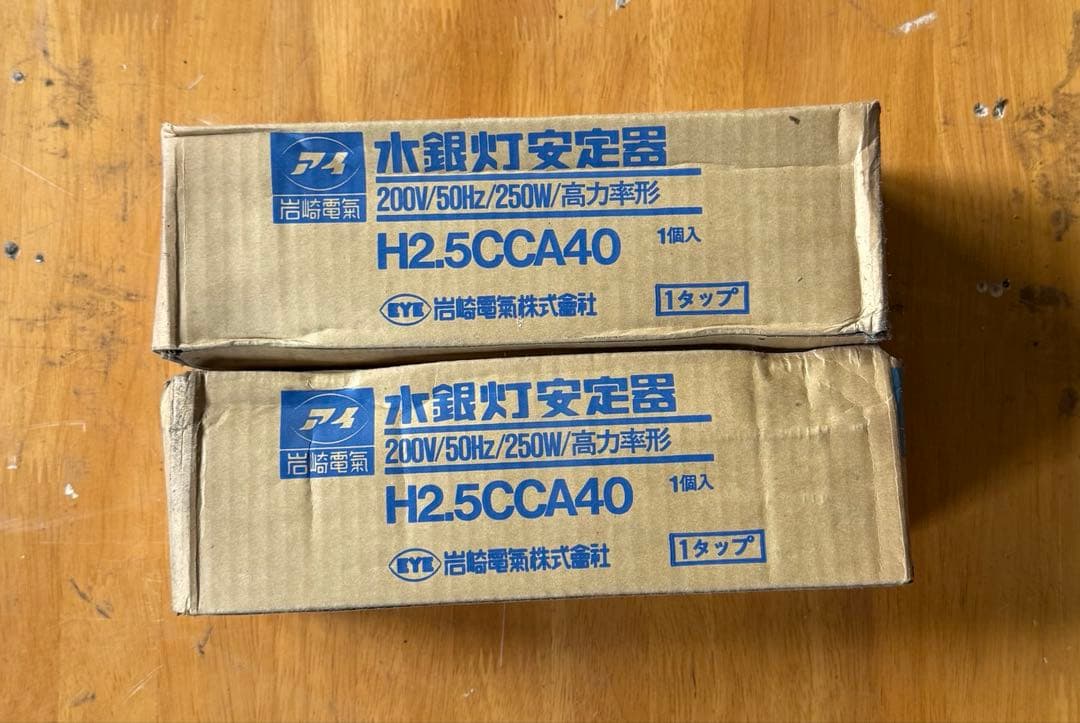 アイ
岩崎電氣
水銀灯安定器
200V/50Hz/250W/高力率形
H2.5CCA40
1個入
EYE 岩崎電氣株式會社
1タップ
アイ
岩崎電氣
水銀灯安定器
200V/50Hz/250W/高力率形
H2.5CCA40
1個入
EYE 岩崎電氣株式會社
1タップ